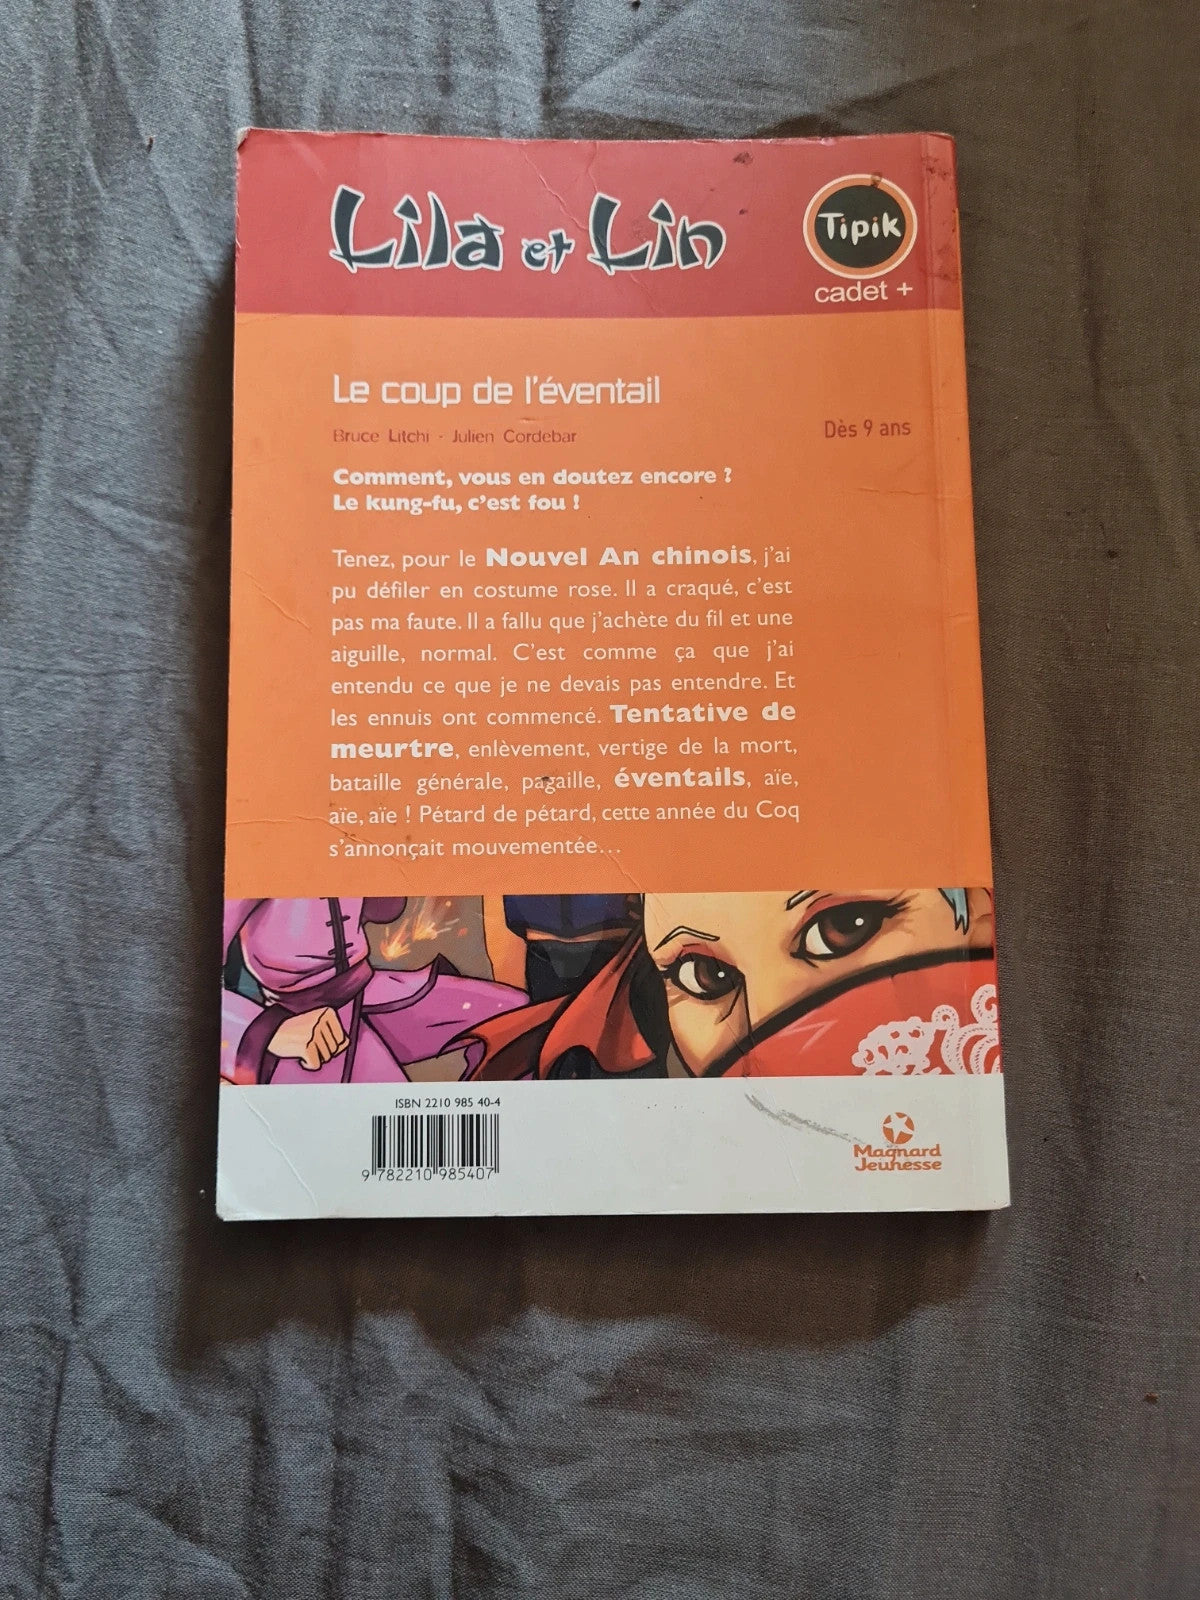 Lila et Lin
Tipik
cadet +
Le coup de l'éventail
Bruce Litchi - Julien Cordebar
Dès 9 ans
Comment, vous en doutez encore ?
Le kung-fu, c'est fou !
Tenez, pour le Nouvel An chinois, j'ai
pu défiler en costume rose. Il a craqué, c'est
pas ma faute. Il a fallu que j'achète du fil et une
aiguille, normal. C'est comme ça que j'ai
entendu ce que je ne devais pas entendre. Et
les ennuis ont commencé. Tentative de
meurtre, enlèvement, vertige de la mort,
bataille générale, pagaille, éventails, aïe,
aïe, aïe ! Pétard de pétard, cette année du Coq
s'annonçait mouvementée...
ISBN 2210 985 40-4
9 782210 985407
Magnard
Jeunesse